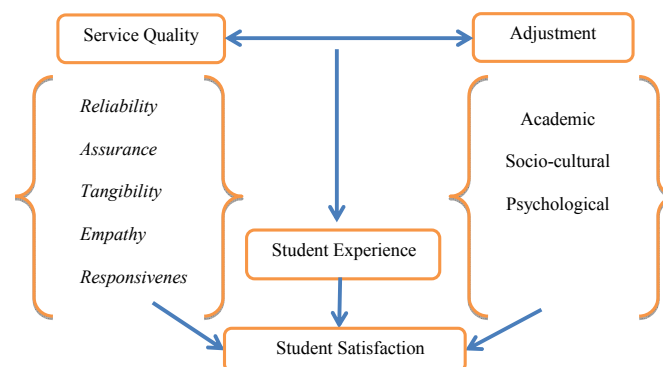 Service Quality
Adjustment
Reliability
Assurance
Tangibility
Empathy
Responsivenes
Academic
Socio-cultural
Psychological
Student Experience
Student Satisfaction